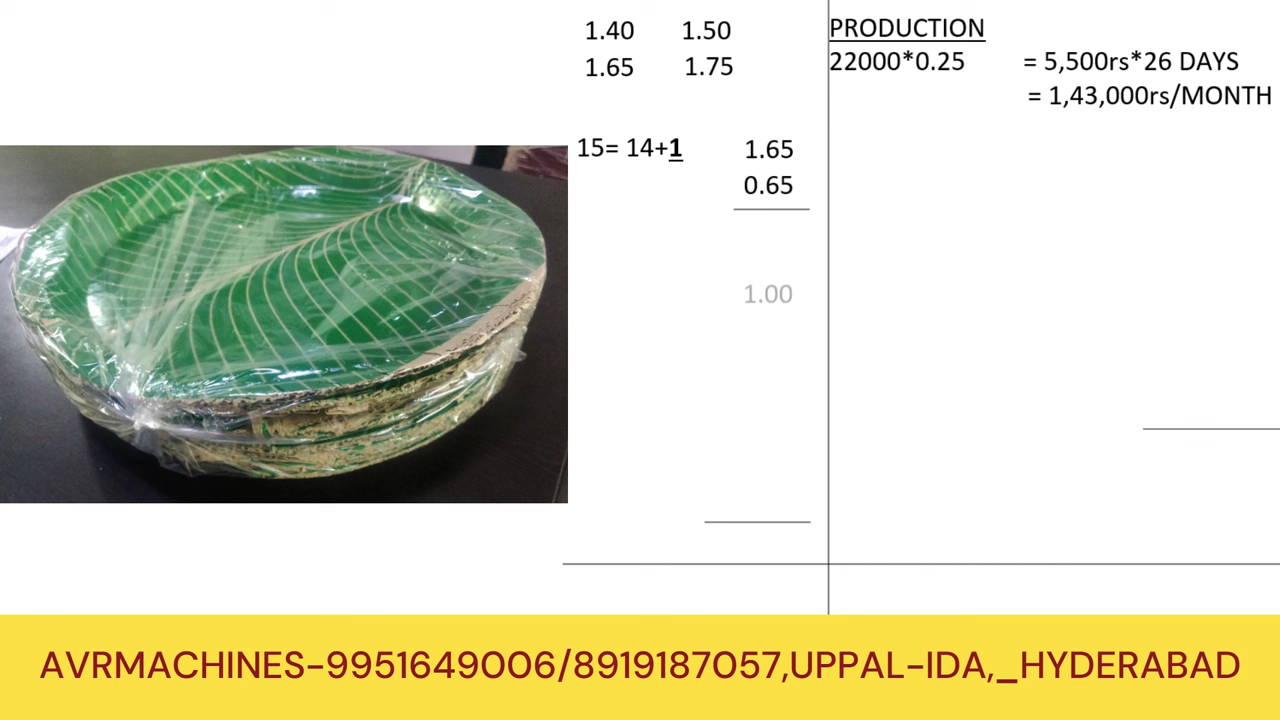 1.40 1.50
1.65 1.75
15= 14+1 1.65
0.65
1.00
PRODUCTION
22000*0.25 = 5,500rs*26 DAYS
= 1,43,000rs/MONTH
AVRMACHINES-9951649006/8919187057,UPPAL-IDA,_HYDERABAD